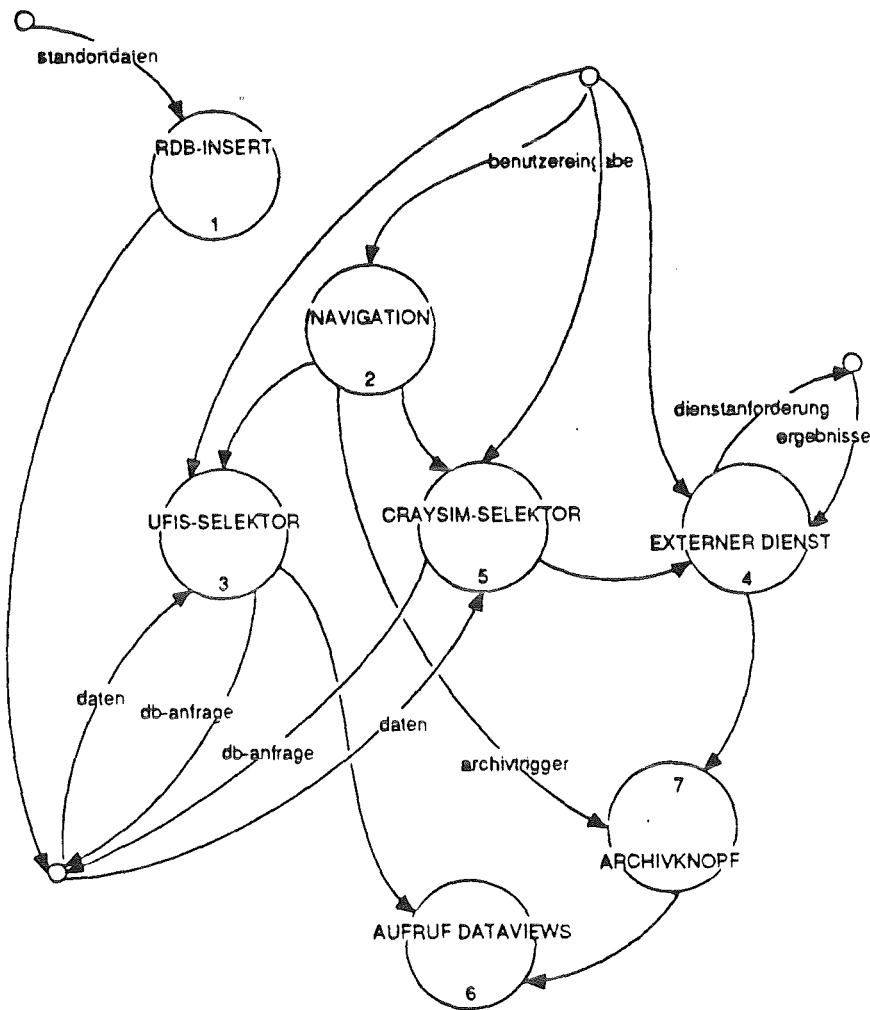 standortdaten
RDB-INSERT
1
benutzereingabe
NAVIGATION
2
dienstanforderung
ergebnisse
UFIS-SELEKTOR
3
CRAYSIM-SELEKTOR
5
EXTERNER DIENST
4
daten
db-anfrage
db-anfrage
daten
archivtrigger
7
ARCHIVKNOPF
AUFRUF DATAVIEWS
6